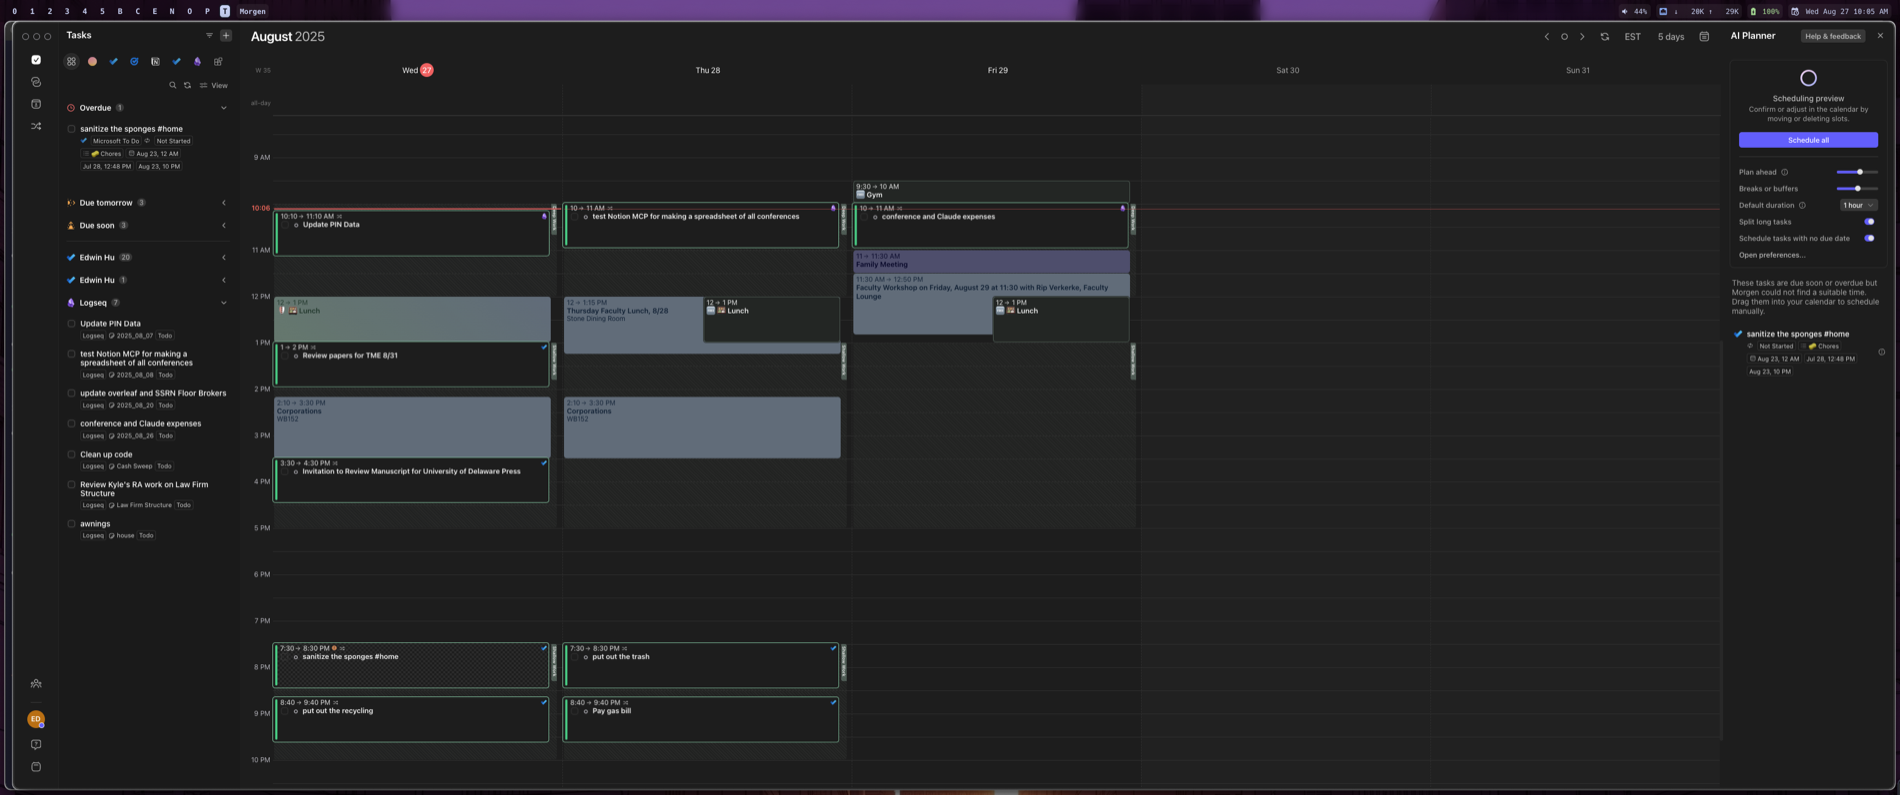 0 1 2 3 4 5 B C E N O P T Morgen
44% ↓ 20K ↑ 29K 100% Wed Aug 27 10:05 AM
Tasks
View
Overdue 1
sanitize the sponges #home
Microsoft To Do Not Started
Chores Aug 23, 12 AM
Jul 28, 12:48 PM Aug 23, 10 PM
Due tomorrow 3
Due soon 3
Edwin Hu 20
Edwin Hu 1
Logseq 7
Update PIN Data
Logseq 2025_08_07 Todo
test Notion MCP for making a
spreadsheet of all conferences
Logseq 2025_08_08 Todo
update overleaf and SSRN Floor Brokers
Logseq 2025_08_20 Todo
conference and Claude expenses
Logseq 2025_08_26 Todo
Clean up code
Logseq Cash Sweep Todo
Review Kyle's RA work on Law Firm
Structure
Logseq Law Firm Structure Todo
awnings
Logseq house Todo
ED
August 2025
EST 5 days
W 35 Wed 27 Thu 28 Fri 29 Sat 30 Sun 31
all-day
9 AM
10:06
11 AM
12 PM
1 PM
2 PM
3 PM
4 PM
5 PM
6 PM
7 PM
8 PM
9 PM
10 PM
10:10 → 11:10 AM
Update PIN Data
12 → 1 PM
Lunch
1 → 2 PM
Review papers for TME 8/31
2:10 → 3:30 PM
Corporations
WB152
3:30 → 4:30 PM
Invitation to Review Manuscript for University of Delaware Press
7:30 → 8:30 PM
sanitize the sponges #home
8:40 → 9:40 PM
put out the recycling
10 → 11 AM
test Notion MCP for making a spreadsheet of all conferences
12 → 1:15 PM
Thursday Faculty Lunch, 8/28
Stone Dining Room
12 → 1 PM
Lunch
2:10 → 3:30 PM
Corporations
WB152
7:30 → 8:30 PM
put out the trash
8:40 → 9:40 PM
Pay gas bill
9:30 → 10 AM
Gym
10 → 11 AM
conference and Claude expenses
11 → 11:30 AM
Family Meeting
11:30 AM → 12:50 PM
Faculty Workshop on Friday, August 29 at 11:30 with Rip Verkerke, Faculty
Lounge
12 → 1 PM
Lunch
AI Planner Help & feedback
Scheduling preview
Confirm or adjust in the calendar by
moving or deleting slots.
Schedule all
Plan ahead
Breaks or buffers
Default duration 1 hour
Split long tasks
Schedule tasks with no due date
Open preferences...
These tasks are due soon or overdue but
Morgen could not find a suitable time.
Drag them into your calendar to schedule
manually.
sanitize the sponges #home
Not Started Chores
Aug 23, 12 AM Jul 28, 12:48 PM
Aug 23, 10 PM